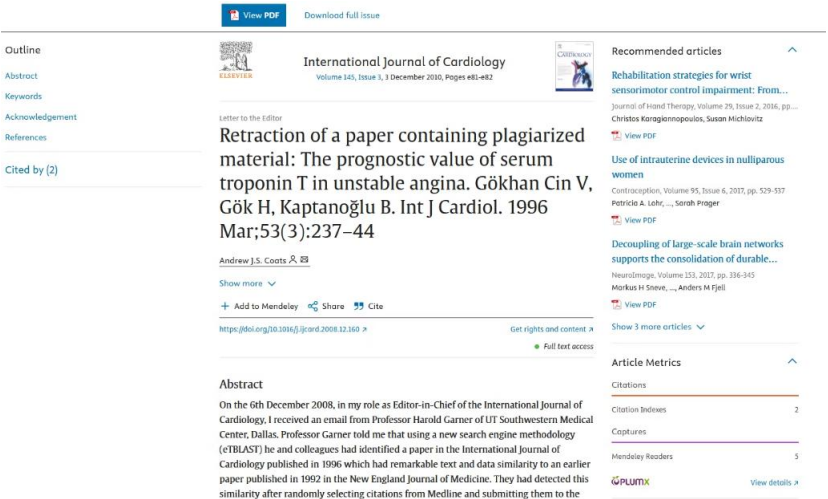 View PDF
Download full issue
Outline
Abstract
Keywords
Acknowledgement
References
Cited by (2)
ELSEVIER
International Journal of Cardiology
Volume 145, Issue 3, 3 December 2010, Pages e81-e82
CARDIOLOGY
Letter to the Editor
Retraction of a paper containing plagiarized
material: The prognostic value of serum
troponin T in unstable angina. Gökhan Cin V,
Gök H, Kaptanoğlu B. Int J Cardiol. 1996
Mar;53(3):237–44
Andrew J.S. Coats
Show more
Add to Mendeley
Share
Cite
https://doi.org/10.1016/j.ijcard.2008.12.160
Get rights and content
Full text access
Abstract
On the 6th December 2008, in my role as Editor-in-Chief of the International Journal of
Cardiology, I received an email from Professor Harold Garner of UT Southwestern Medical
Center, Dallas. Professor Garner told me that using a new search engine methodology
(eTBLAST) he and colleagues had identified a paper in the International Journal of
Cardiology published in 1996 which had remarkable text and data similarity to an earlier
paper published in 1992 in the New England Journal of Medicine. They had detected this
similarity after randomly selecting citations from Medline and submitting them to the
Recommended articles
Rehabilitation strategies for wrist
sensorimotor control impairment: From...
Journal of Hand Therapy, Volume 29, Issue 2, 2016, pp....
Christos Karagiannopoulos, Susan Michlovitz
View PDF
Use of intrauterine devices in nulliparous
women
Contraception, Volume 95, Issue 6, 2017, pp. 529-537
Patricia A. Lohr, ..., Sarah Prager
View PDF
Decoupling of large-scale brain networks
supports the consolidation of durable...
NeuroImage, Volume 153, 2017, pp. 336-345
Markus H Sneve, ..., Anders M Fjell
View PDF
Show 3 more articles
Article Metrics
Citations
Citation Indexes
2
Captures
Mendeley Readers
5
PLUMX
View details